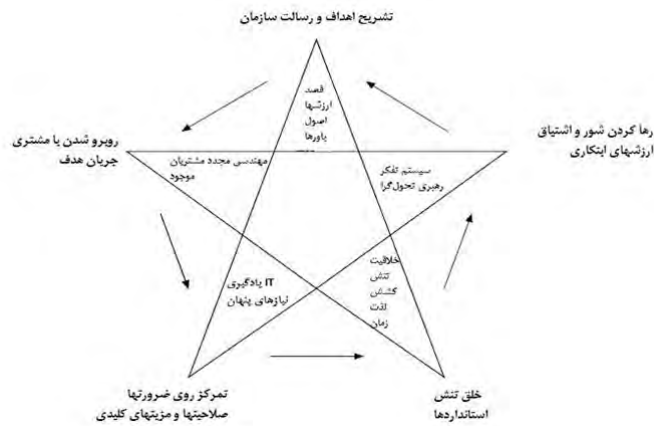 تشریح اهداف و رسالت سازمان
قصد
ارزشها
اصول
باورها
رها کردن شور و اشتیاق
ارزشهای ابتکاری
روبرو شدن با مشتری
جریان هدف
مهندسی مجدد مشتریان
موجود
سیستم تفکر
رهبری تحول‌گرا
خلاقیت
تنش
کشش
لذت
زمان
IT یادگیری
نیازهای پنهان
تمرکز روی ضرورتها
صلاحیتها و مزیتهای کلیدی
خلق تنش
استانداردها